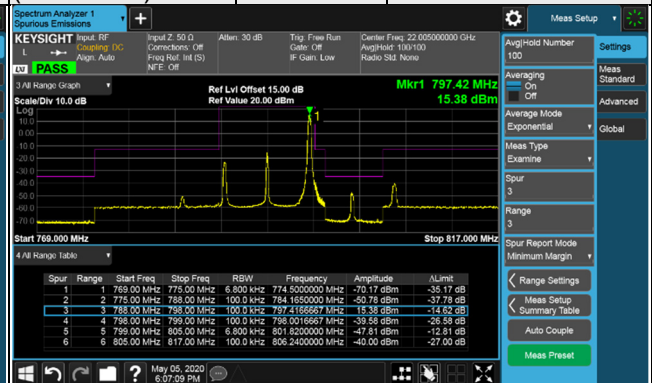 Spectrum Analyzer 1
Spurious Emissions
Meas Setup
KEYSIGHT
Input: RF
Coupling: DC
Align: Auto
Input Z: 50 Ω
Corrections: Off
Freq Ref: Int (S)
NFE: Off
Atten: 30 dB
Trig: Free Run
Gate: Off
IF Gain: Low
Center Freq: 22.005000000 GHz
Avg|Hold: 100/100
Radio Std: None
L
LXI
PASS
3 All Range Graph
Scale/Div 10.0 dB
Ref Lvl Offset 15.00 dB
Ref Value 20.00 dBm
Mkr1 797.42 MHz
15.38 dBm
Log
10.0
0.00
-10.0
-20.0
-30.0
-40.0
-50.0
-60.0
-70.0
1
Start 769.000 MHz
Stop 817.000 MHz
4 All Range Table
Spur Range Start Freq Stop Freq RBW Frequency Amplitude ΔLimit
1 1 769.00 MHz 775.00 MHz 6.800 kHz 774.5000000 MHz -70.17 dBm -35.17 dB
2 2 775.00 MHz 788.00 MHz 100.0 kHz 784.1650000 MHz -50.78 dBm -37.78 dB
3 3 788.00 MHz 798.00 MHz 100.0 kHz 797.4166667 MHz 15.38 dBm -14.62 dB
4 4 798.00 MHz 799.00 MHz 100.0 kHz 798.0016667 MHz -39.58 dBm -26.58 dB
5 5 799.00 MHz 805.00 MHz 6.800 kHz 801.8200000 MHz -47.81 dBm -12.81 dB
6 6 805.00 MHz 817.00 MHz 100.0 kHz 806.2400000 MHz -40.00 dBm -27.00 dB
Avg|Hold Number
100
Averaging
On
Off
Average Mode
Exponential
Meas Type
Examine
Spur
3
Range
3
Spur Report Mode
Minimum Margin
Range Settings
Meas Setup
Summary Table
Auto Couple
Meas Preset
Settings
Meas
Standard
Advanced
Global
May 05, 2020
6:07:09 PM